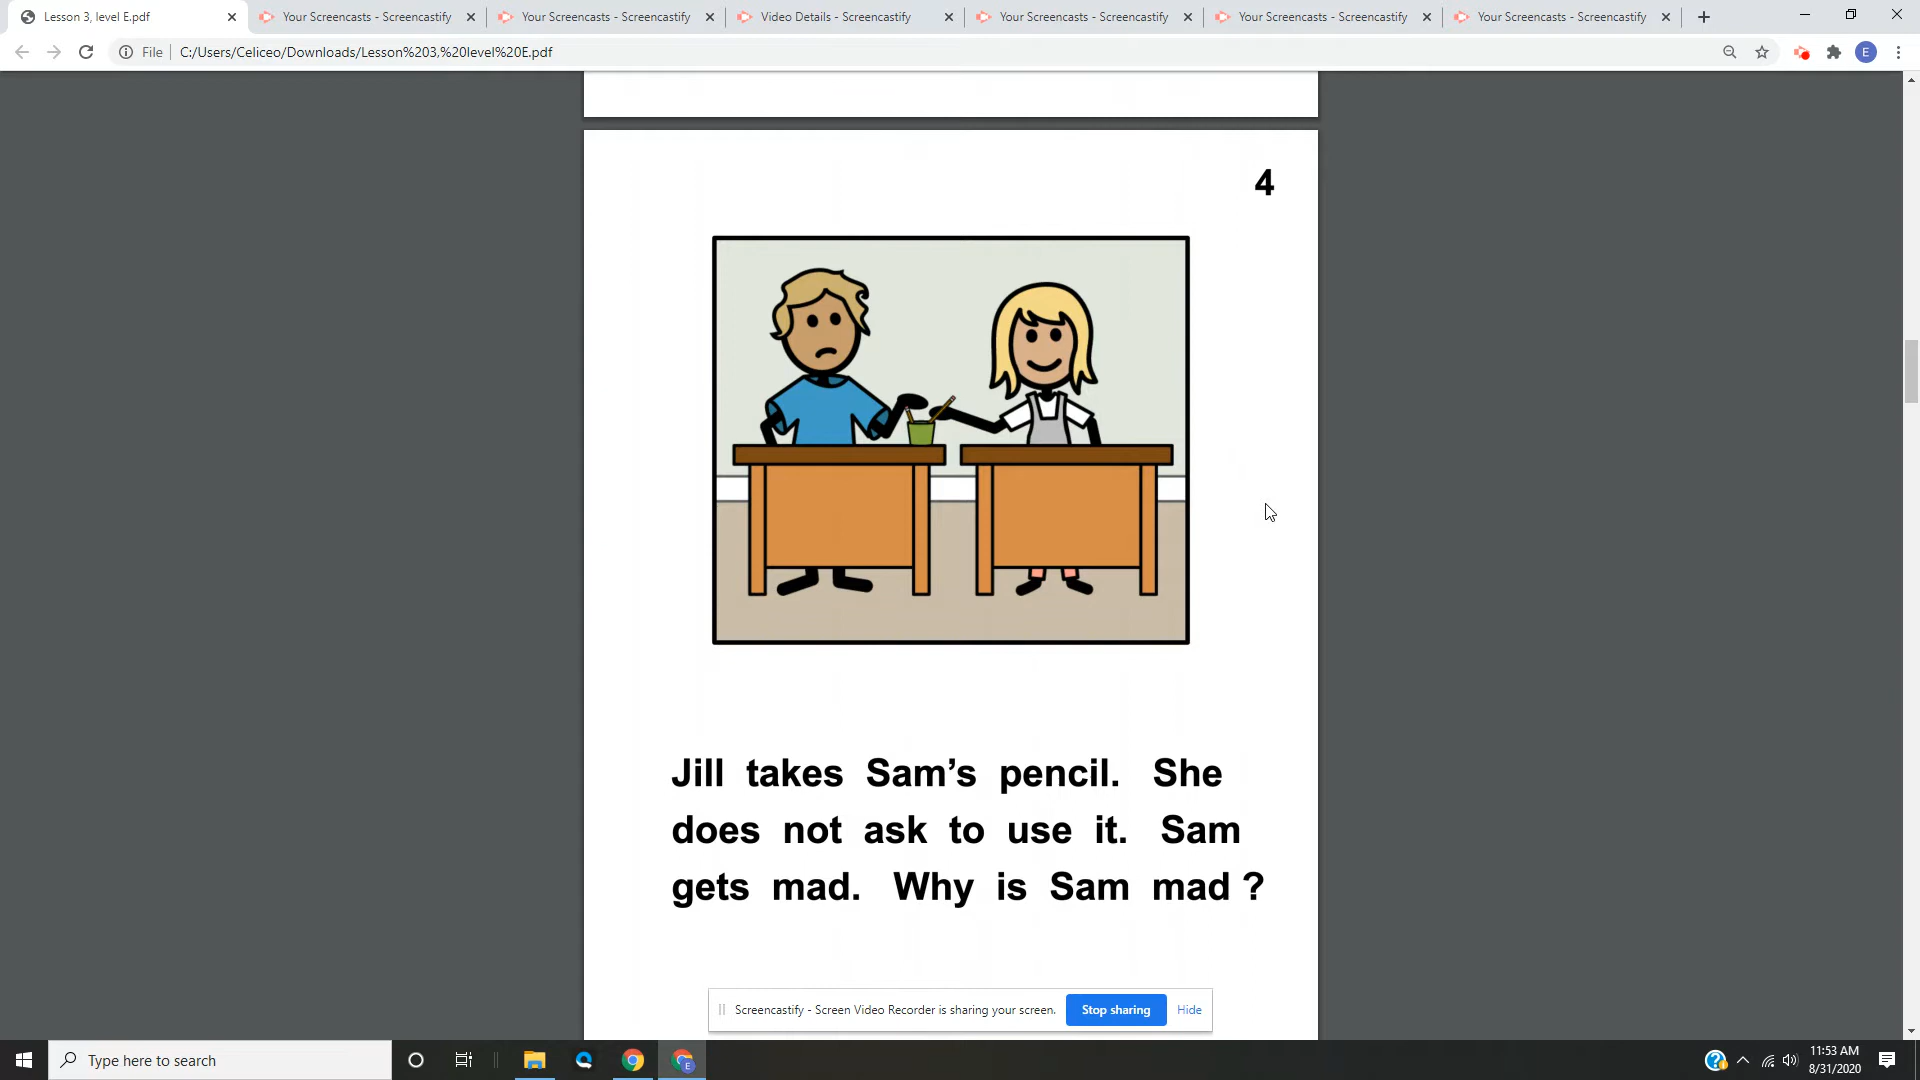 Lesson 3, level E.pdf
Your Screencasts - Screencastify
Your Screencasts - Screencastify
Video Details - Screencastify
Your Screencasts - Screencastify
Your Screencasts - Screencastify
Your Screencasts - Screencastify
File
C:/Users/Celiceo/Downloads/Lesson%203,%20level%20E.pdf
E
4
Jill takes Sam’s pencil. She
does not ask to use it. Sam
gets mad. Why is Sam mad ?
Screencastify - Screen Video Recorder is sharing your screen.
Stop sharing
Hide
Type here to search
E
11:53 AM
8/31/2020